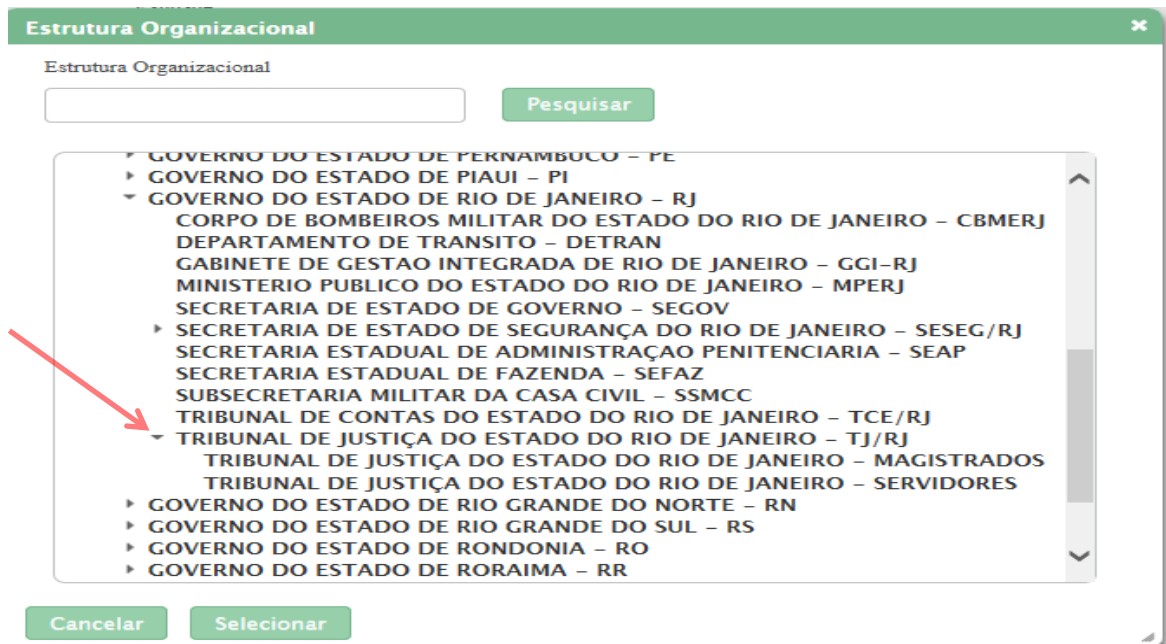 Estrutura Organizacional
Estrutura Organizacional
Pesquisar
GOVERNO DO ESTADO DE PERNAMBUCO – PE
GOVERNO DO ESTADO DE PIAUI – PI
GOVERNO DO ESTADO DE RIO DE JANEIRO – RJ
CORPO DE BOMBEIROS MILITAR DO ESTADO DO RIO DE JANEIRO – CBMERJ
DEPARTAMENTO DE TRANSITO – DETRAN
GABINETE DE GESTAO INTEGRADA DE RIO DE JANEIRO – GGI–RJ
MINISTERIO PUBLICO DO ESTADO DO RIO DE JANEIRO – MPERJ
SECRETARIA DE ESTADO DE GOVERNO – SEGOV
SECRETARIA DE ESTADO DE SEGURANÇA DO RIO DE JANEIRO – SESEG/RJ
SECRETARIA ESTADUAL DE ADMINISTRAÇAO PENITENCIARIA – SEAP
SECRETARIA ESTADUAL DE FAZENDA – SEFAZ
SUBSECRETARIA MILITAR DA CASA CIVIL – SSMCC
TRIBUNAL DE CONTAS DO ESTADO DO RIO DE JANEIRO – TCE/RJ
TRIBUNAL DE JUSTIÇA DO ESTADO DO RIO DE JANEIRO – TJ/RJ
TRIBUNAL DE JUSTIÇA DO ESTADO DO RIO DE JANEIRO – MAGISTRADOS
TRIBUNAL DE JUSTIÇA DO ESTADO DO RIO DE JANEIRO – SERVIDORES
GOVERNO DO ESTADO DE RIO GRANDE DO NORTE – RN
GOVERNO DO ESTADO DE RIO GRANDE DO SUL – RS
GOVERNO DO ESTADO DE RONDONIA – RO
GOVERNO DO ESTADO DE RORAIMA – RR
Cancelar
Selecionar